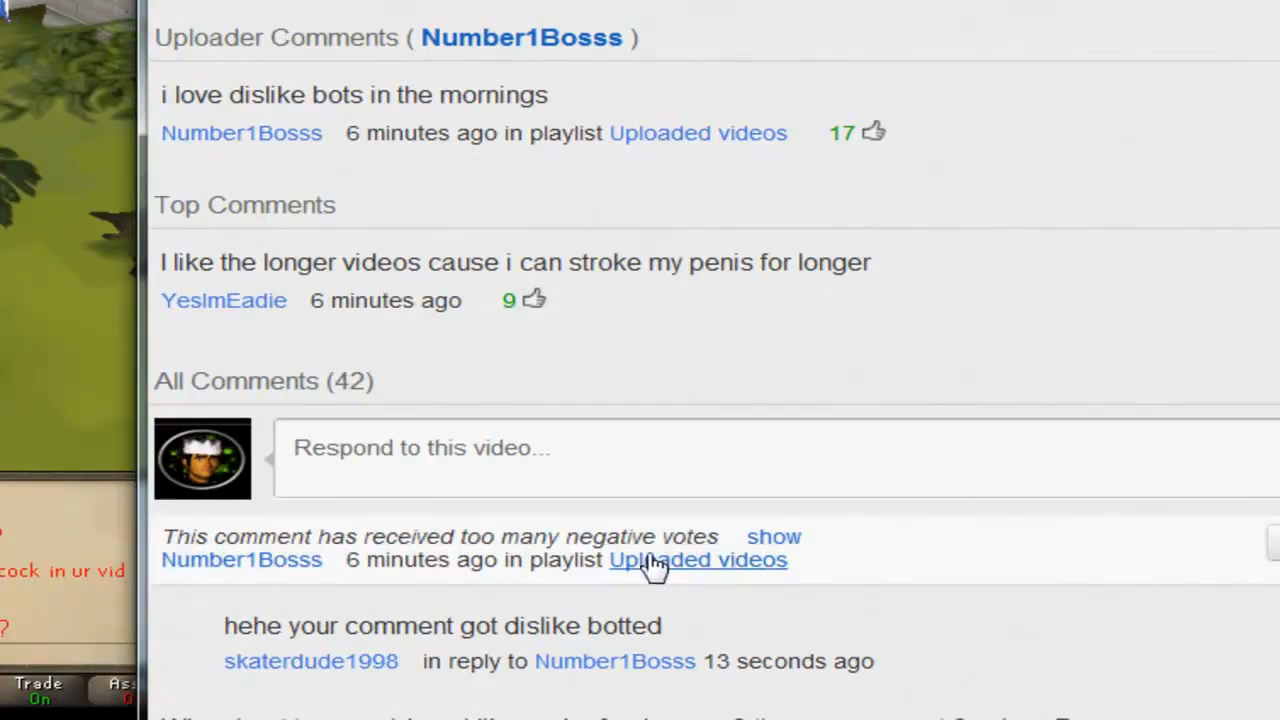 Uploader Comments ( Number1Bosss )
i love dislike bots in the mornings
Number1Bosss 6 minutes ago in playlist Uploaded videos 17
Top Comments
I like the longer videos cause i can stroke my penis for longer
YesImEadie 6 minutes ago 9
All Comments (42)
Respond to this video...
This comment has received too many negative votes show
Number1Bosss 6 minutes ago in playlist Uploaded videos
cock in ur vid
?
hehe your comment got dislike botted
skaterdude1998 in reply to Number1Bosss 13 seconds ago
Trade
On